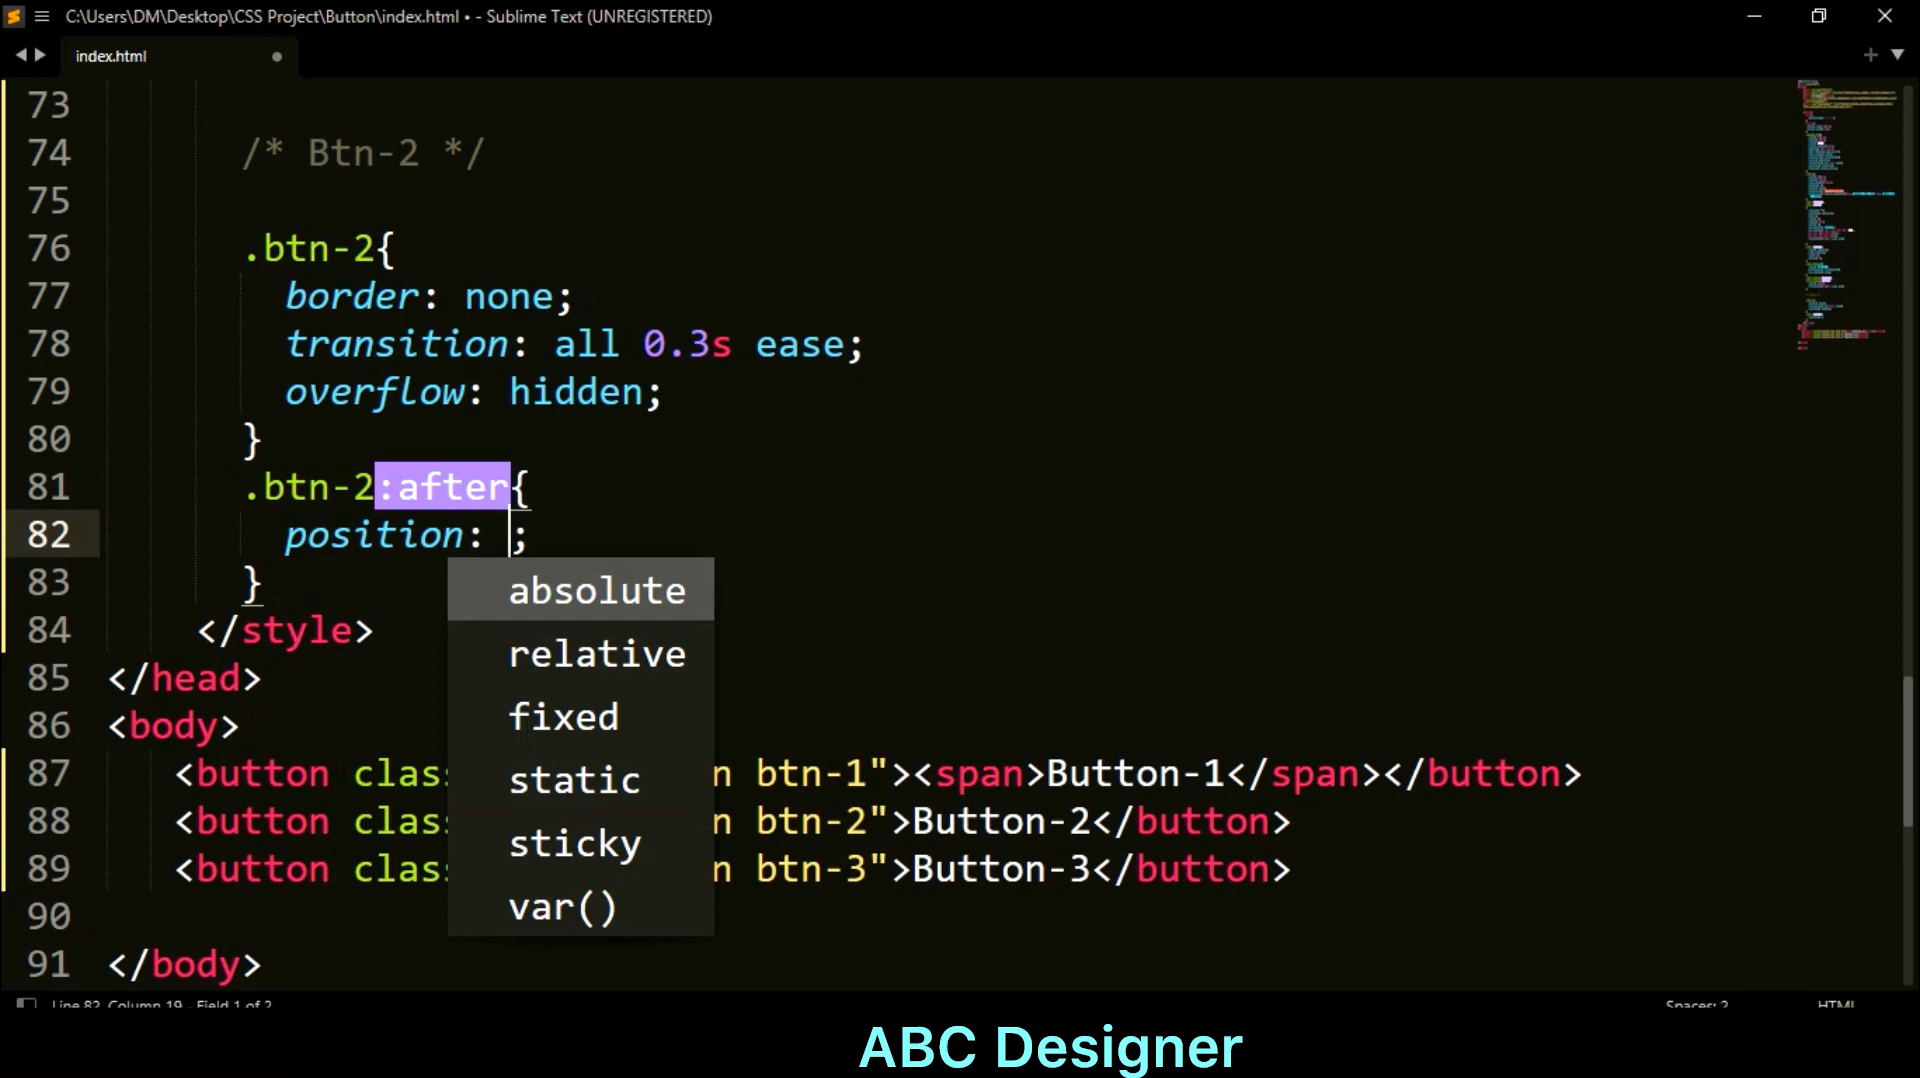 C:\Users\DM\Desktop\CSS Project\Button\index.html • - Sublime Text (UNREGISTERED)
index.html
73
74 /* Btn-2 */
75
76 .btn-2{
77 border: none;
78 transition: all 0.3s ease;
79 overflow: hidden;
80 }
81 .btn-2:after{
82 position: ;
83 }
absolute
84 </style>
relative
85 </head>
fixed
86 <body>
87 <button clas n btn-1"><span>Button-1</span></button>
static
88 <button clas n btn-2">Button-2</button>
sticky
89 <button clas n btn-3">Button-3</button>
var()
90
91 </body>
Line 82, Column 19 - Field 1 of 2
Spaces: 2
HTML
ABC Designer